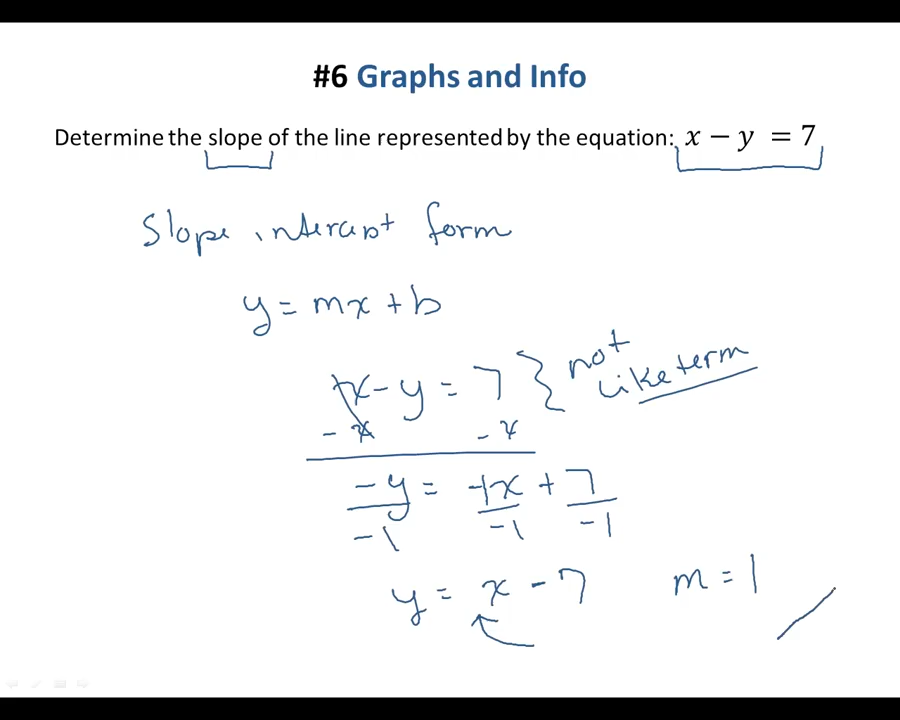 #6 Graphs and Info
Determine the slope of the line represented by the equation: x − y = 7
Slope intercept form
y = mx + b
x - y = 7 } not
like term
- x - x
-y = -1x + 7
-1 -1 -1
y = x - 7 m = 1